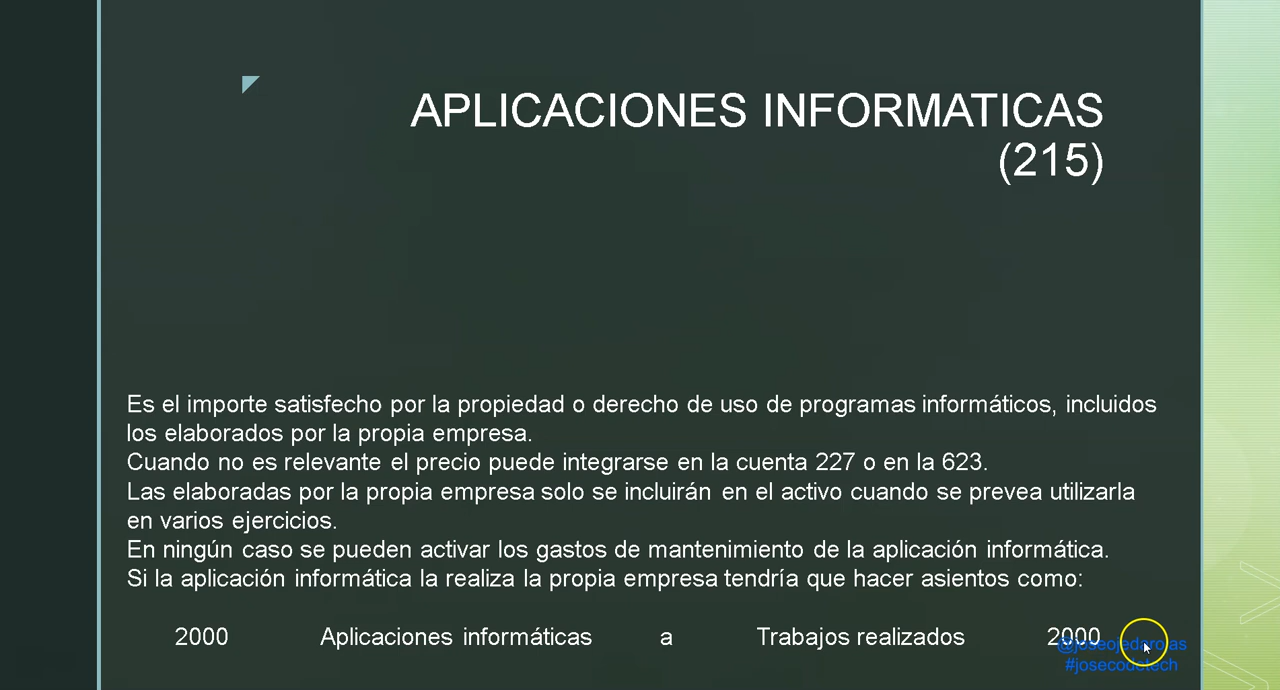 APLICACIONES INFORMATICAS
(215)
Es el importe satisfecho por la propiedad o derecho de uso de programas informáticos, incluidos
los elaborados por la propia empresa.
Cuando no es relevante el precio puede integrarse en la cuenta 227 o en la 623.
Las elaboradas por la propia empresa solo se incluirán en el activo cuando se prevea utilizarla
en varios ejercicios.
En ningún caso se pueden activar los gastos de mantenimiento de la aplicación informática.
Si la aplicación informática la realiza la propia empresa tendría que hacer asientos como:
2000 Aplicaciones informáticas a Trabajos realizados 2000
@joseojedarojas
#josecodetech